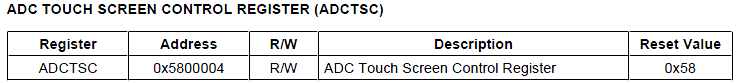 ADC TOUCH SCREEN CONTROL REGISTER (ADCTSC)
Register Address R/W Description Reset Value
ADCTSC 0x5800004 R/W ADC Touch Screen Control Register 0x58